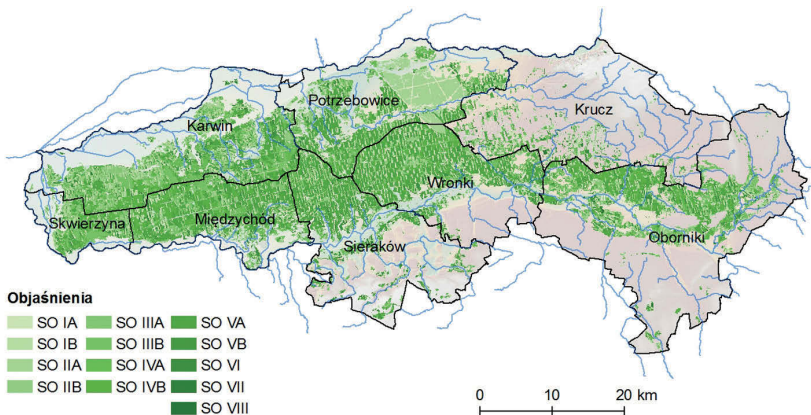 Potrzebowice
Krucz
Karwin
Wronki
Skwierzyna
Międzychód
Sieraków
Oborniki
Objaśnienia
SO IA SO IIIA SO VA
SO IB SO IIIB SO VB
SO IIA SO IVA SO VI
SO IIB SO IVB SO VII
SO VIII
0 10 20 km